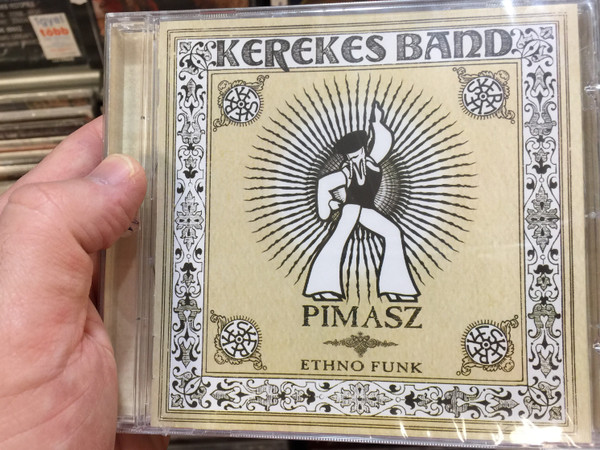 KEREKES BAND
PIMASZ
ETHNO FUNK